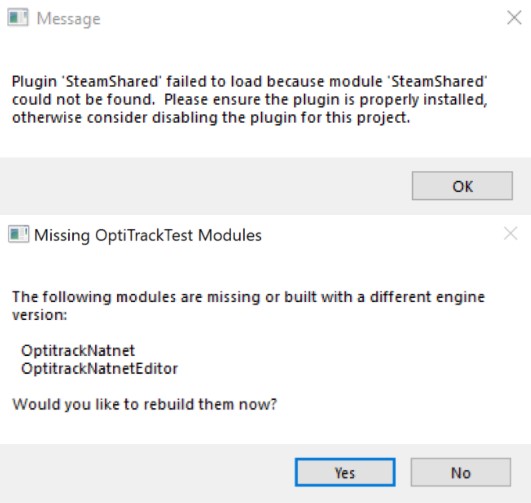 Message
Plugin 'SteamShared' failed to load because module 'SteamShared'
could not be found.  Please ensure the plugin is properly installed,
otherwise consider disabling the plugin for this project.
OK
Missing OptiTrackTest Modules
The following modules are missing or built with a different engine
version:
OptitrackNatnet
OptitrackNatnetEditor
Would you like to rebuild them now?
Yes No